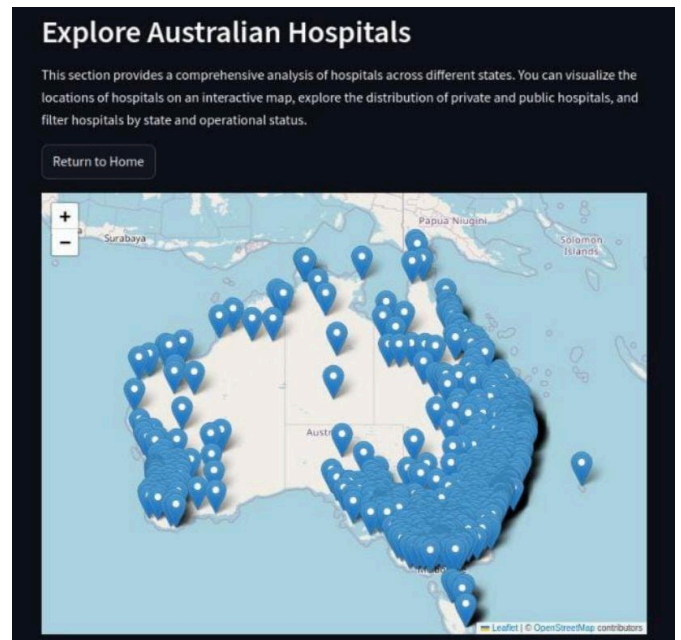 Explore Australian Hospitals
This section provides a comprehensive analysis of hospitals across different states. You can visualize the
locations of hospitals on an interactive map, explore the distribution of private and public hospitals, and
filter hospitals by state and operational status.
Return to Home
+
−
Surabaya
Papua Niugini
Solomon
Islands
Leaflet | © OpenStreetMap contributors